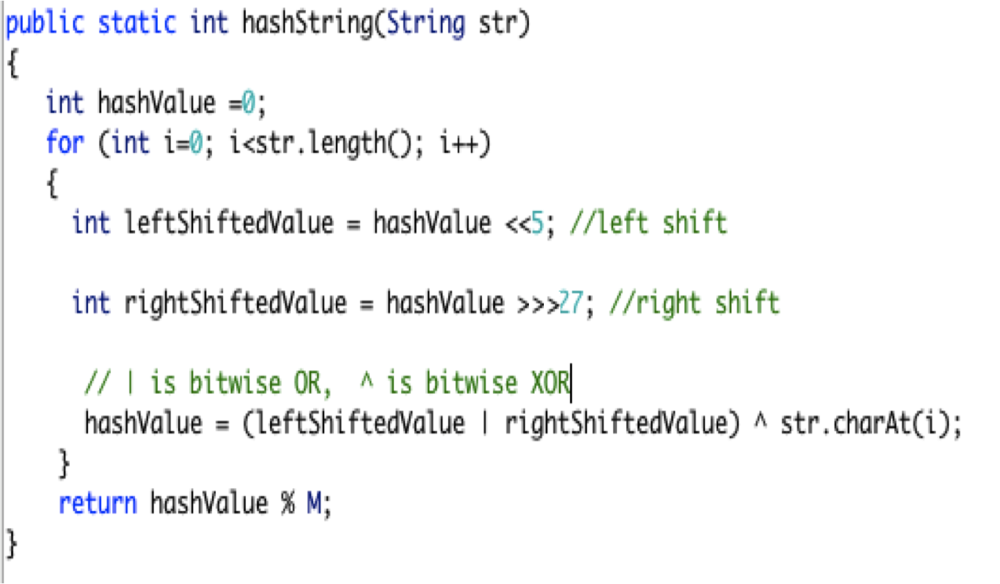 public static int hashString(String str)
{
int hashValue =0;
for (int i=0; i<str.length(); i++)
{
int leftShiftedValue = hashValue <<5; //left shift
int rightShiftedValue = hashValue >>>27; //right shift
// | is bitwise OR, ^ is bitwise XOR
hashValue = (leftShiftedValue | rightShiftedValue) ^ str.charAt(i);
}
return hashValue % M;
}